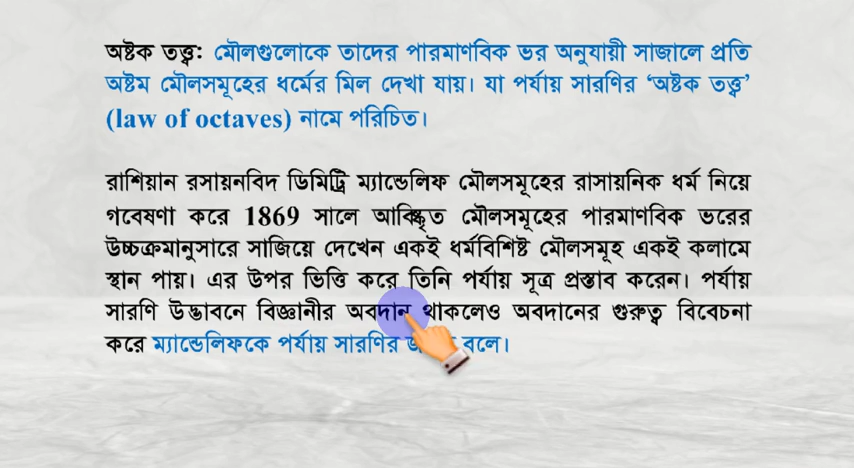 অষ্টক তত্ত্ব: মৌলগুলোকে তাদের পারমাণবিক ভর অনুযায়ী সাজালে প্রতি
অষ্টম মৌলসমূহের ধর্মের মিল দেখা যায়। যা পর্যায় সারণির ‘অষ্টক তত্ত্ব’
(law of octaves) নামে পরিচিত।
রাশিয়ান রসায়নবিদ ডিমিট্রি ম্যান্ডেলিফ মৌলসমূহের রাসায়নিক ধর্ম নিয়ে
গবেষণা করে 1869 সালে আবিষ্কৃত মৌলসমূহের পারমাণবিক ভরের
উচ্চক্রমানুসারে সাজিয়ে দেখেন একই ধর্মবিশিষ্ট মৌলসমূহ একই কলামে
স্থান পায়। এর উপর ভিত্তি করে তিনি পর্যায় সূত্র প্রস্তাব করেন। পর্যায়
সারণি উদ্ভাবনে বিজ্ঞানীর অবদান থাকলেও অবদানের গুরুত্ব বিবেচনা
করে ম্যান্ডেলিফকে পর্যায় সারণির বলে।